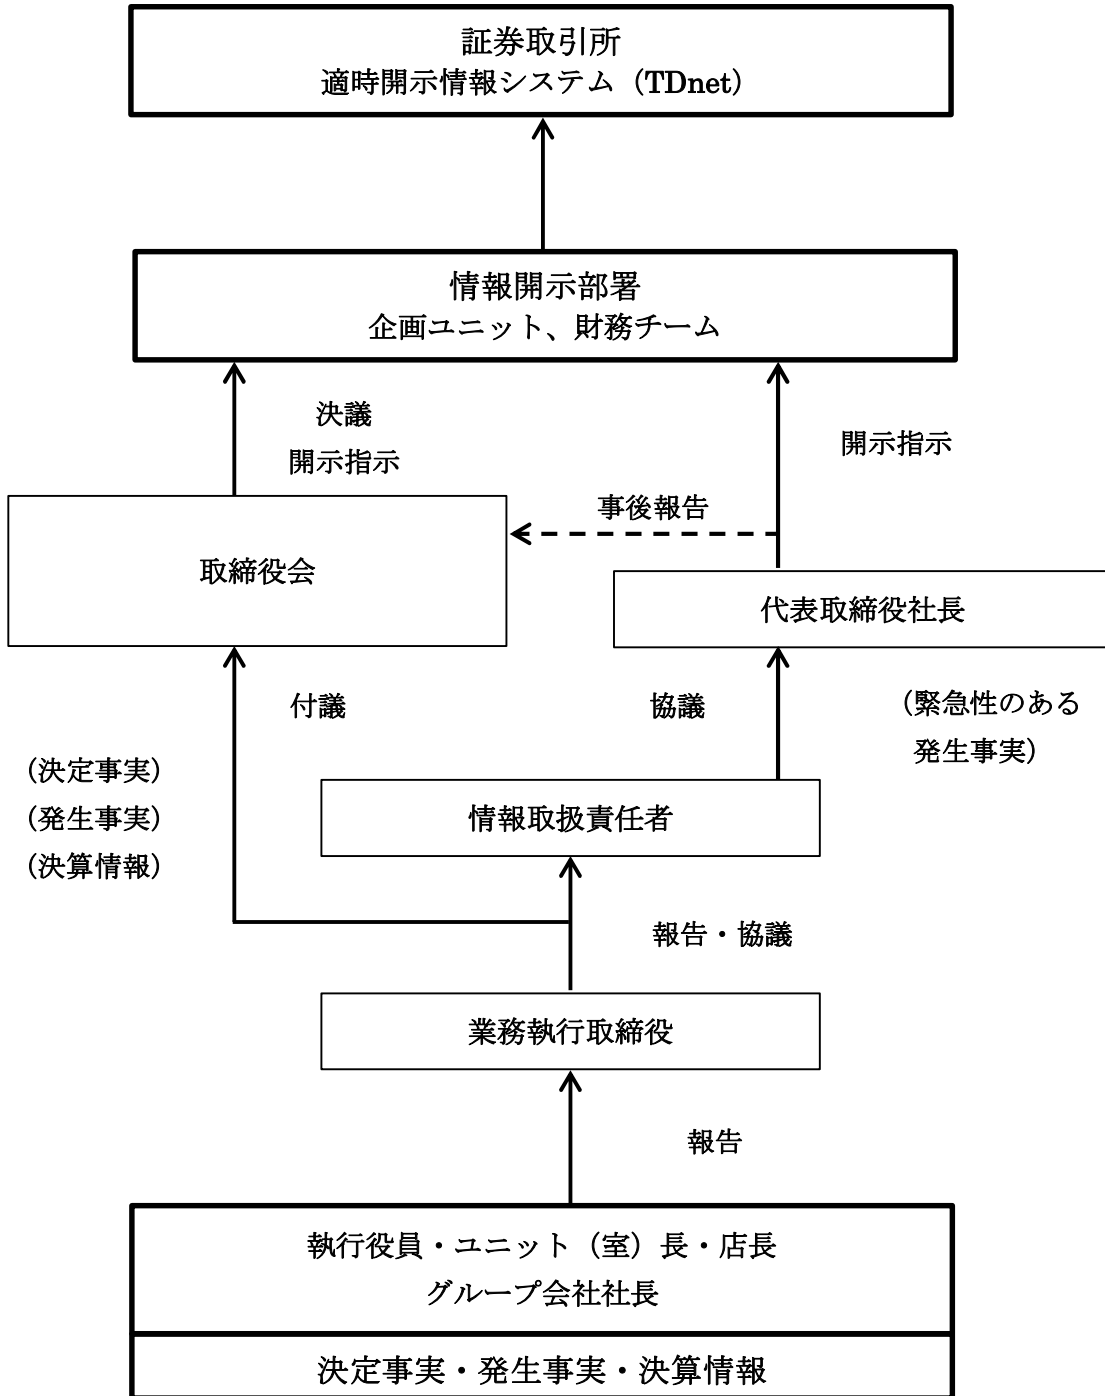 証券取引所
適時開示情報システム（TDnet）
情報開示部署
企画ユニット、財務チーム
決議
開示指示
開示指示
事後報告
取締役会
代表取締役社長
付議
協議
（緊急性のある
発生事実）
（決定事実）
（発生事実）
（決算情報）
情報取扱責任者
報告・協議
業務執行取締役
報告
執行役員・ユニット（室）長・店長
グループ会社社長
決定事実・発生事実・決算情報